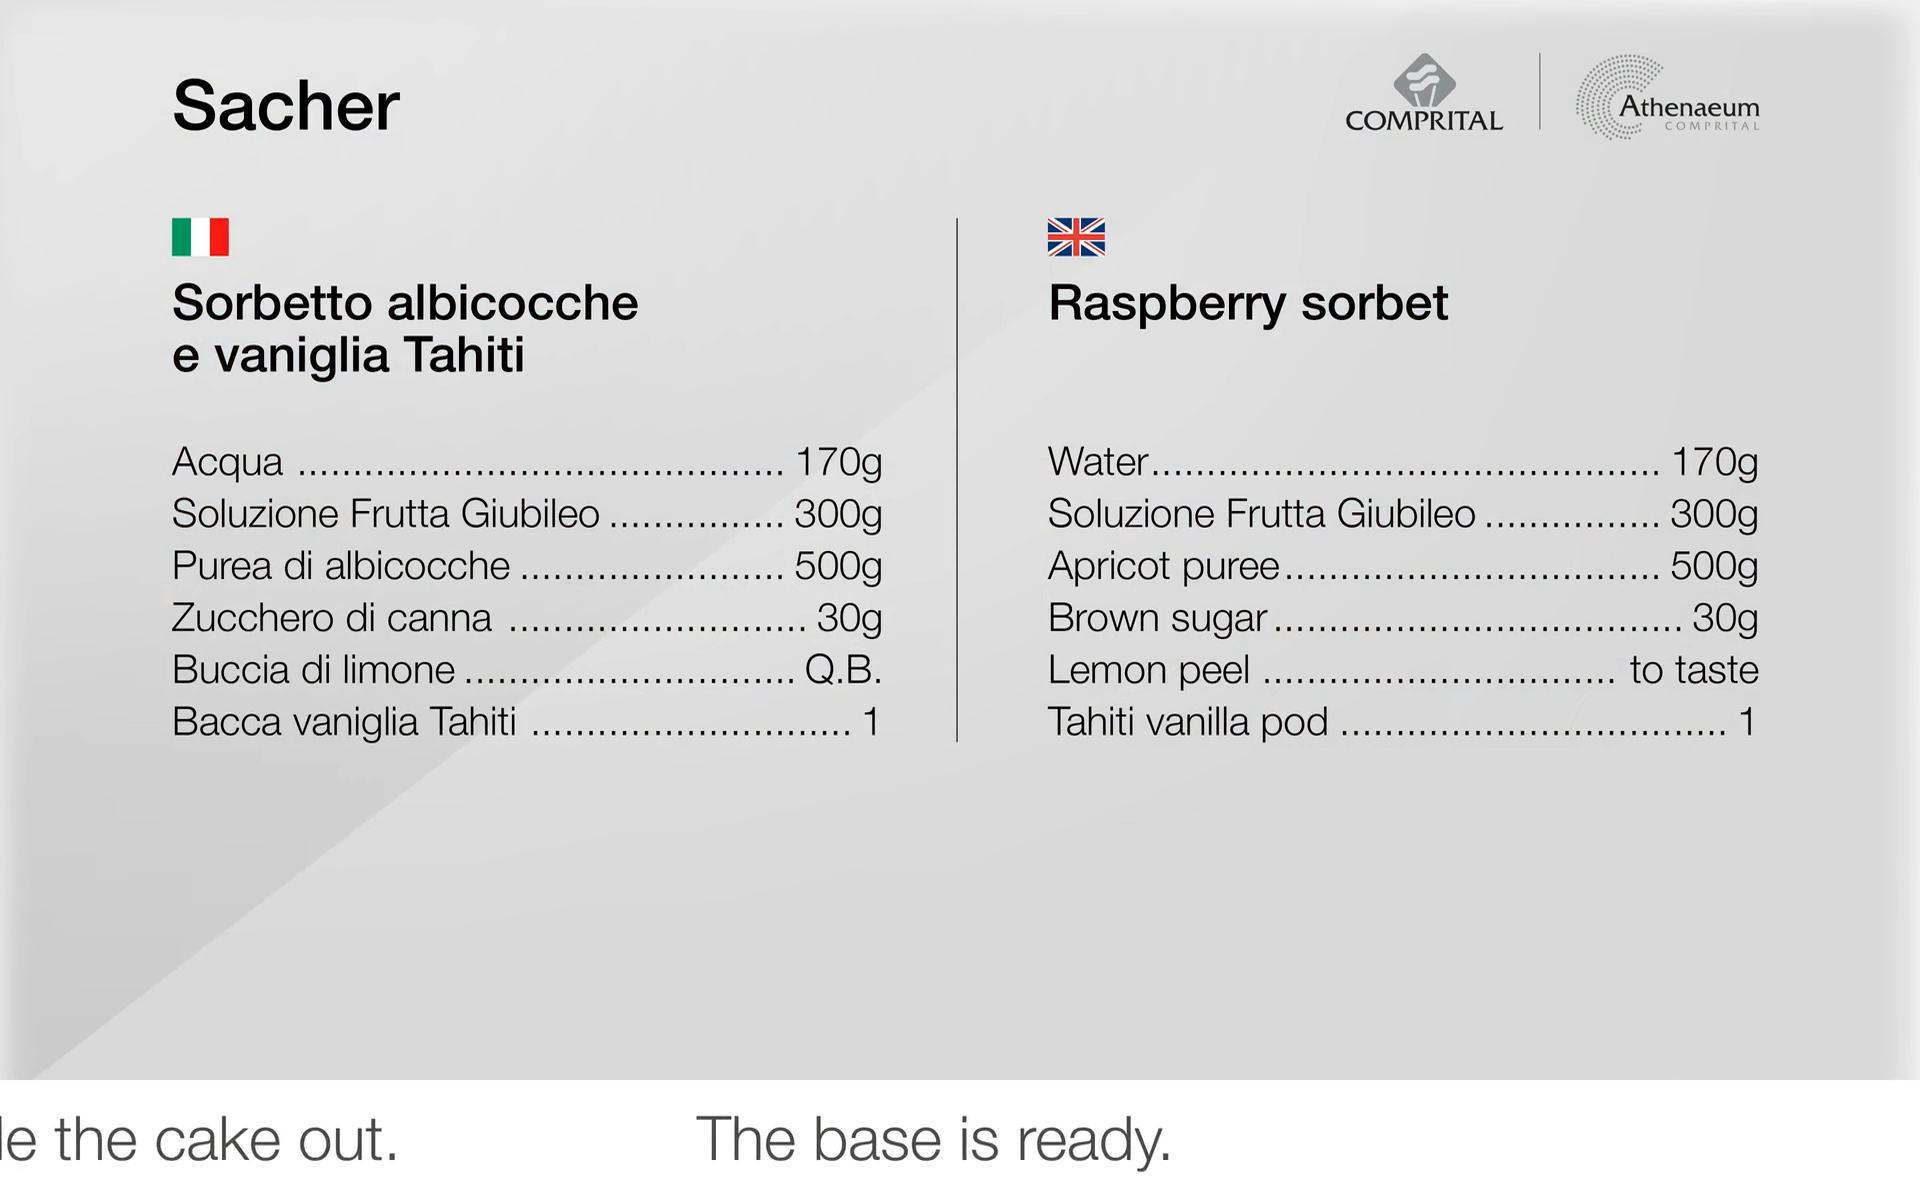 Sacher
COMPRITAL
Athenaeum
COMPRITAL
Sorbetto albicocche
e vaniglia Tahiti
Acqua ............................................ 170g
Soluzione Frutta Giubileo ................ 300g
Purea di albicocche ........................ 500g
Zucchero di canna ........................... 30g
Buccia di limone .............................. Q.B.
Bacca vaniglia Tahiti ............................. 1
Raspberry sorbet
Water.............................................. 170g
Soluzione Frutta Giubileo ................ 300g
Apricot puree.................................. 500g
Brown sugar..................................... 30g
Lemon peel ................................ to taste
Tahiti vanilla pod ................................... 1
le the cake out.
The base is ready.